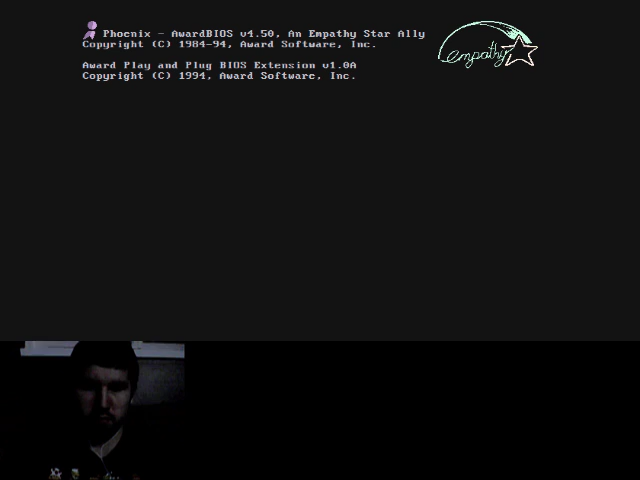 Phoenix - AwardBIOS v4.50, An Empathy Star Ally
Copyright (C) 1984-94, Award Software, Inc.
empathy
Award Play and Plug BIOS Extension v1.0A
Copyright (C) 1994, Award Software, Inc.